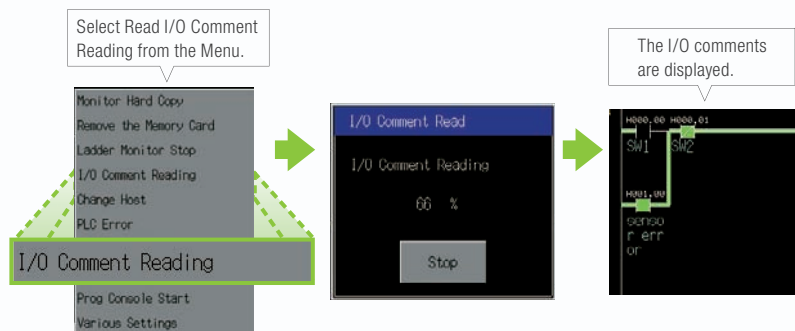 Select Read I/O Comment
Reading from the Menu.
Monitor Hard Copy
Remove the Memory Card
Ladder Monitor Stop
I/O Comment Reading
Change Host
PLC Error
I/O Comment Reading
Prog Console Start
Various Settings
I/O Comment Read
I/O Comment Reading
66 %
Stop
The I/O comments
are displayed.
H000.00 H000.01
SW1 SW2
H001.00
senso
r err
or